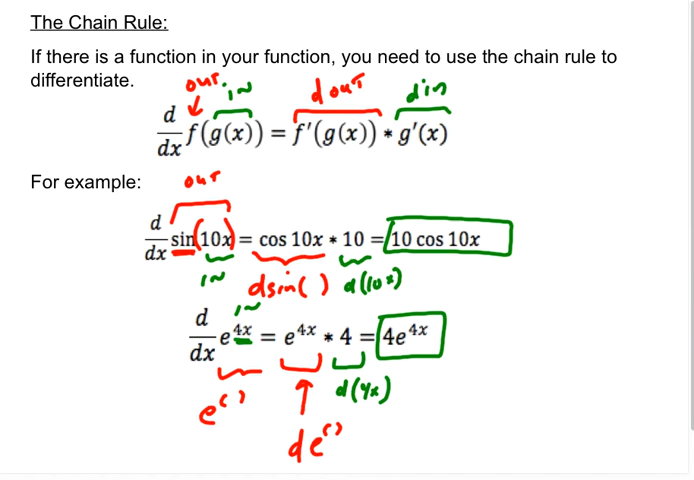 The Chain Rule:
If there is a function in your function, you need to use the chain rule to
differentiate.
out in d out din
d/dx f(g(x)) = f'(g(x)) * g'(x)
For example: out
d/dx sin(10x) = cos 10x * 10 = 10 cos 10x
IN dsin( ) d(10x)
IN
d/dx e^{4x} = e^{4x} * 4 = 4e^{4x}
e^{( )} d(4x)
de^{( )}